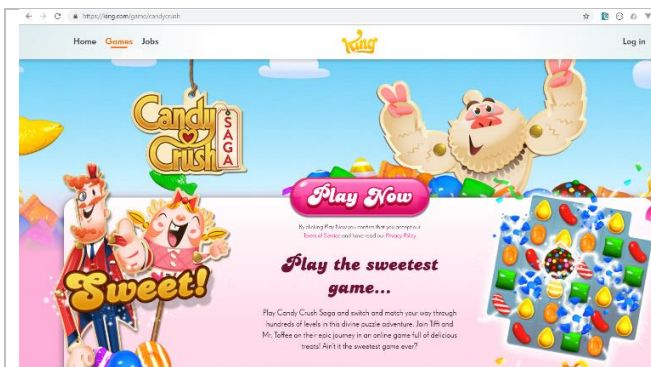 https://king.com/game/candycrush
Home Games Jobs
King
Log in
Candy
Crush
SAGA
Play Now
By clicking Play Now you confirm that you accept our
Terms of Service and have read our Privacy Policy
Sweet!
Play the sweetest
game...
Play Candy Crush Saga and switch and match your way through
hundreds of levels in this divine puzzle adventure. Join Tiffi and
Mr. Toffee on their epic journey in an online game full of delicious
treats! Ain't it the sweetest game ever?